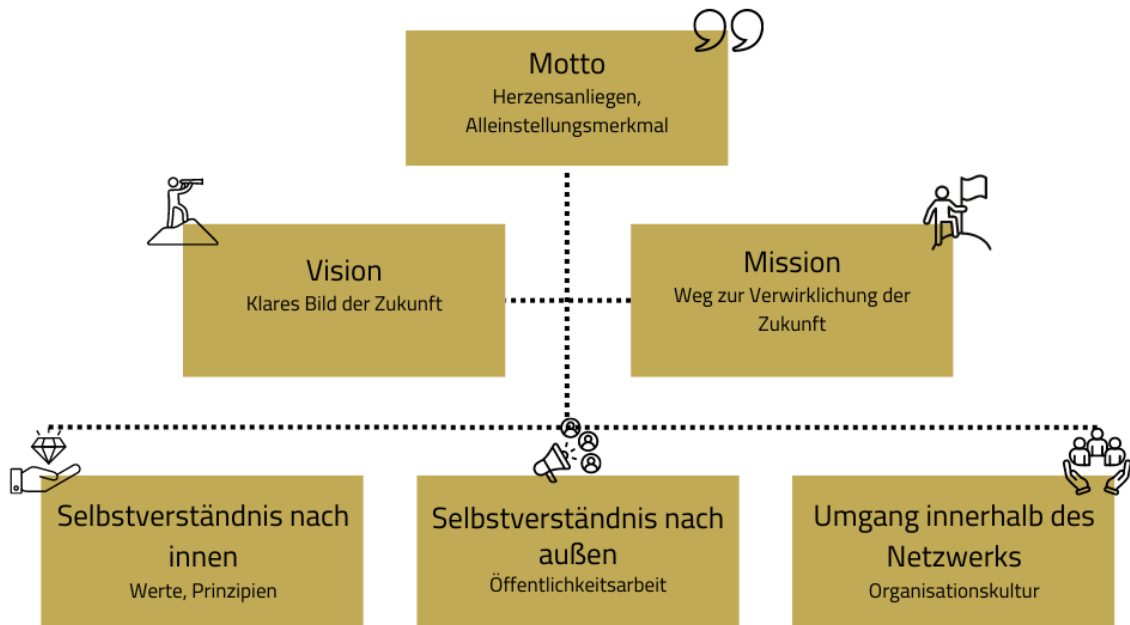 Motto
Herzensanliegen,
Alleinstellungsmerkmal
Vision
Klares Bild der Zukunft
Mission
Weg zur Verwirklichung der
Zukunft
Selbstverständnis nach
innen
Werte, Prinzipien
Selbstverständnis nach
außen
Öffentlichkeitsarbeit
Umgang innerhalb des
Netzwerks
Organisationskultur